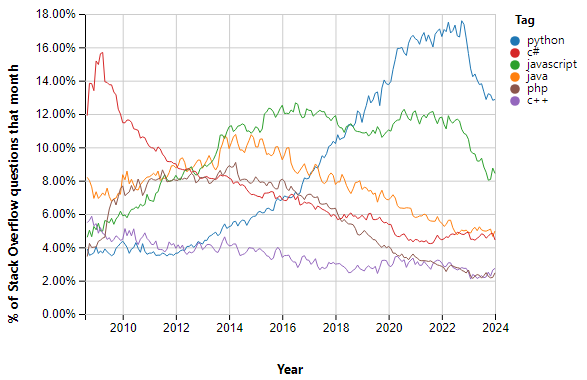 18.00%
16.00%
14.00%
12.00%
10.00%
8.00%
6.00%
4.00%
2.00%
0.00%
% of Stack Overflow questions that month
2010 2012 2014 2016 2018 2020 2022 2024
Year
Tag
python
c#
javascript
java
php
c++